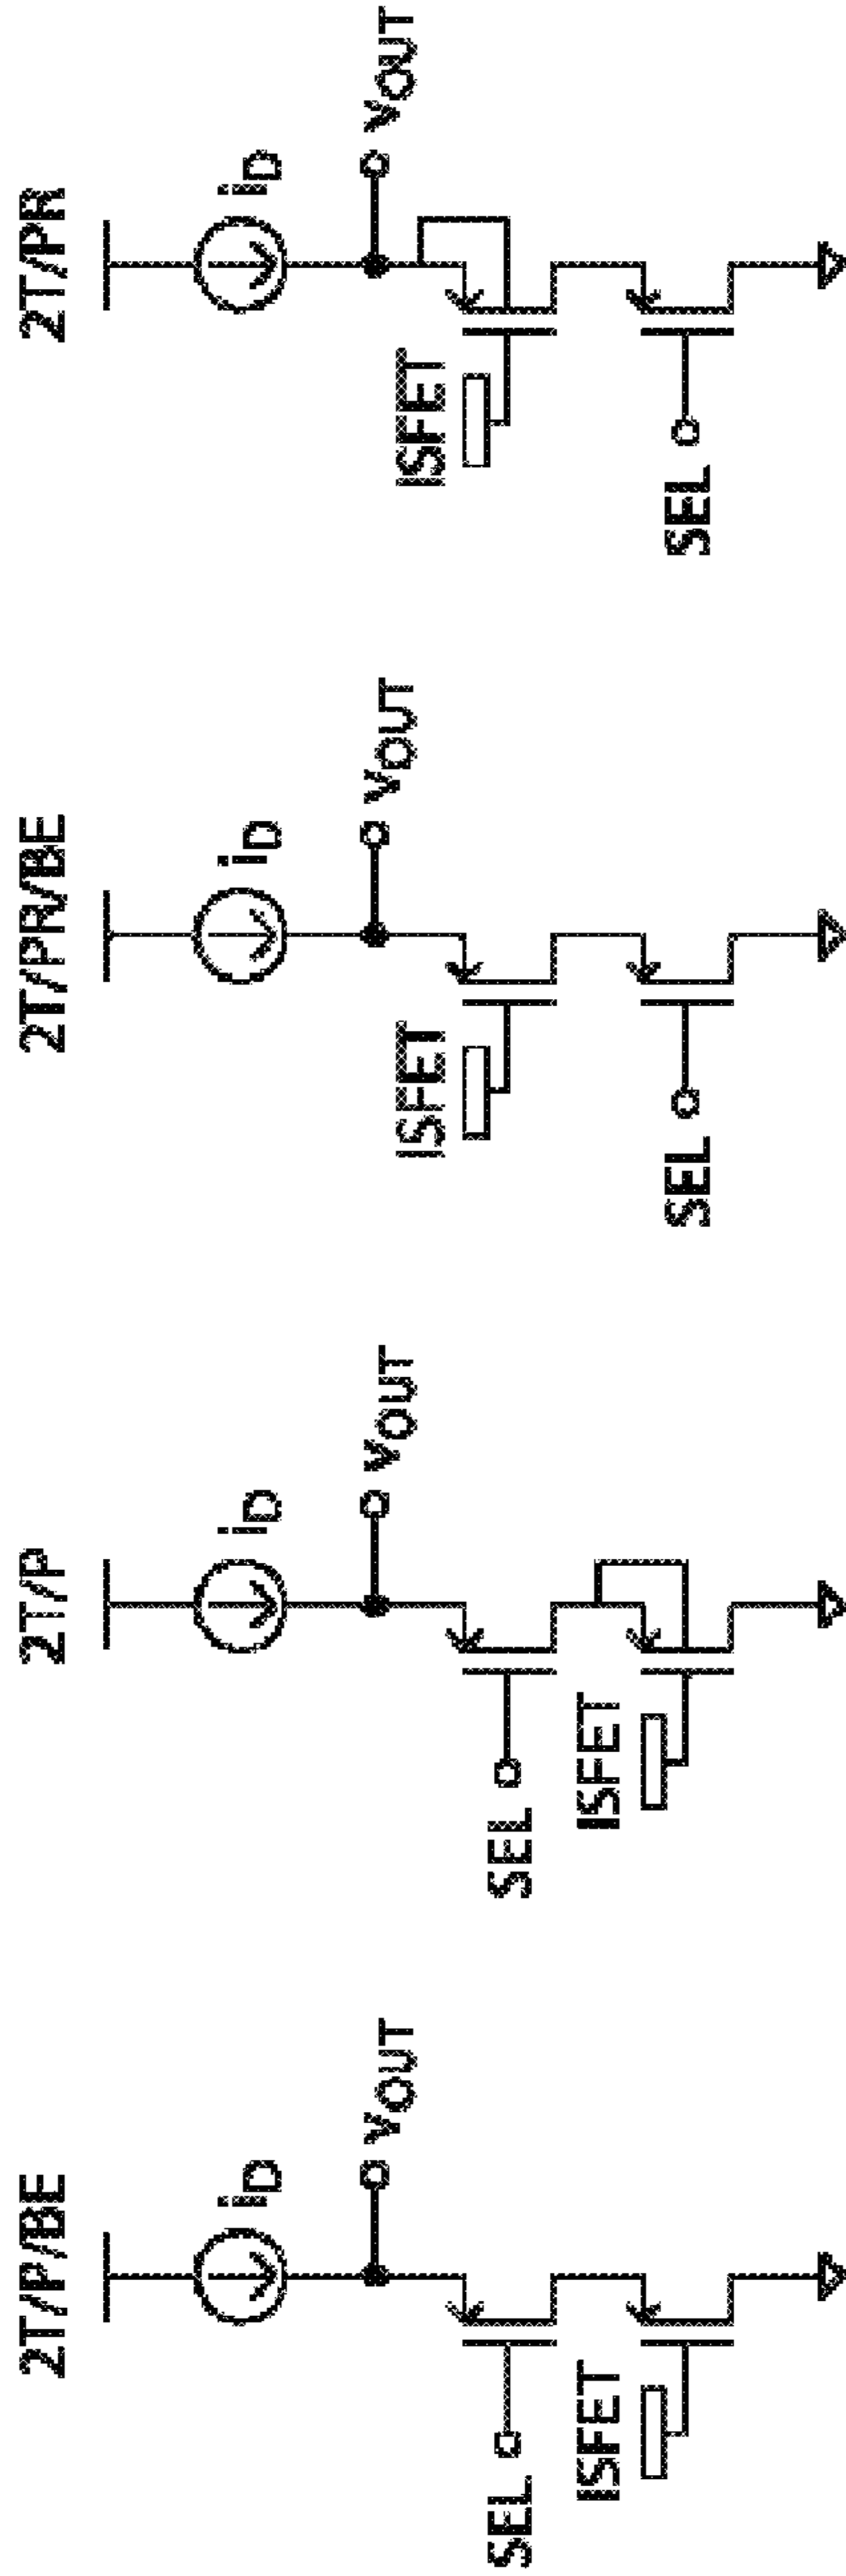 2T/P/BE
iD
vOUT
SEL
ISFET
2T/P
iD
vOUT
SEL
ISFET
2T/PR/BE
iD
vOUT
ISFET
SEL
2T/PR
iD
vOUT
ISFET
SEL